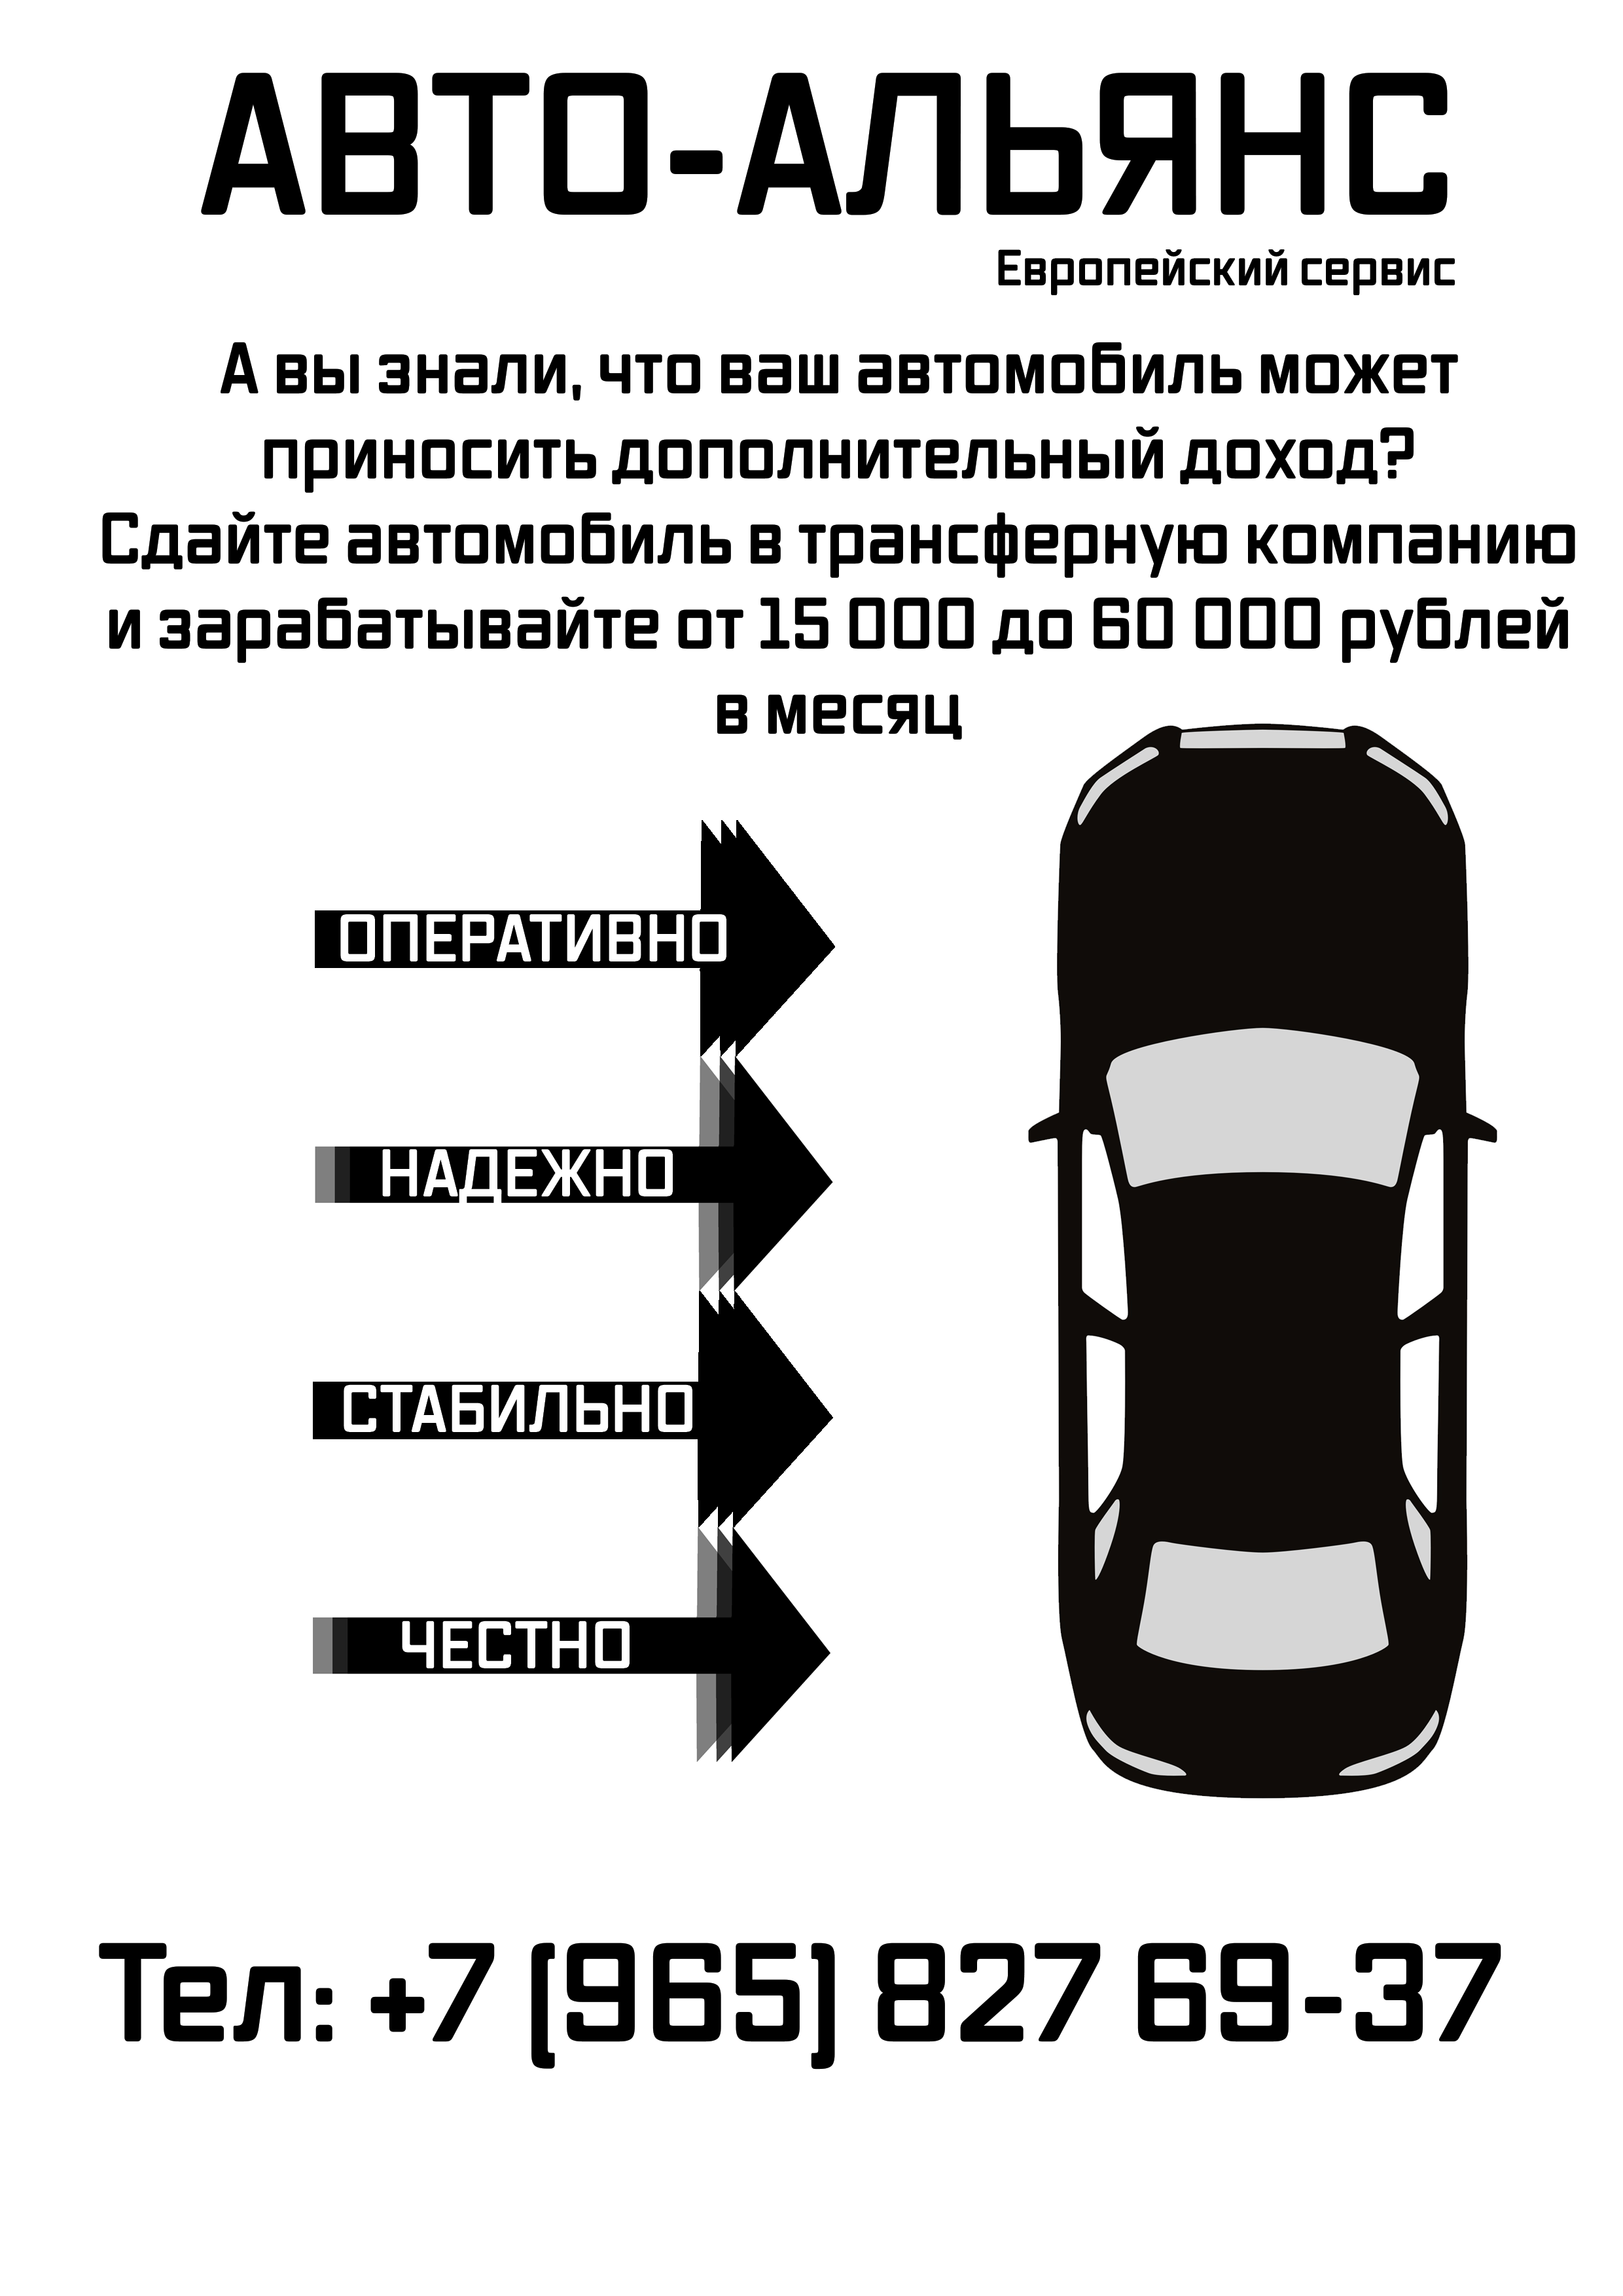 АВТО-АЛЬЯНС
Европейский сервис
А вы знали, что ваш автомобиль может
приносить дополнительный доход?
Сдайте автомобиль в трансферную компанию
и зарабатывайте от 15 000 до 60 000 рублей
в месяц
ОПЕРАТИВНО
НАДЕЖНО
СТАБИЛЬНО
ЧЕСТНО
Тел: +7 (965) 827 69-37